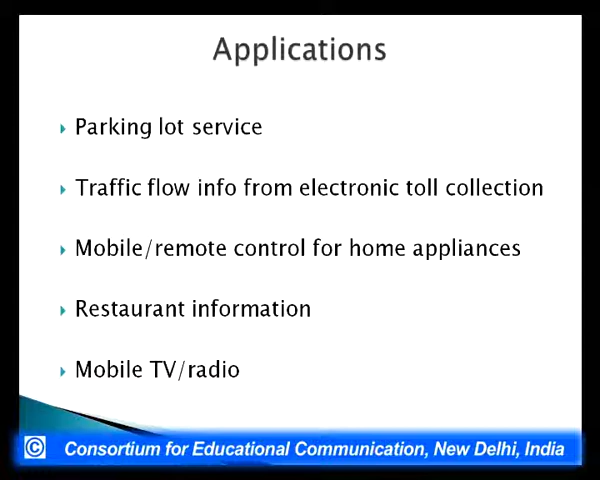 Applications
Parking lot service
Traffic flow info from electronic toll collection
Mobile/remote control for home appliances
Restaurant information
Mobile TV/radio
© Consortium for Educational Communication, New Delhi, India